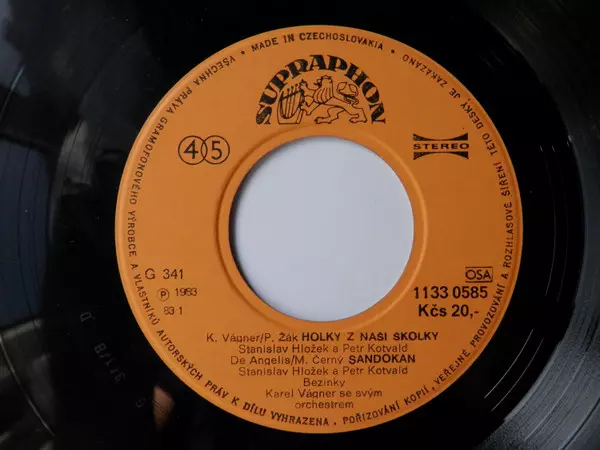 VŠECHNA PRÁVA GRAMOFONOVÉHO VÝROBCE A VLASTNÍKŮ AUTORSKÝCH PRÁV K DÍLU VYHRAZENA. POŘIZOVÁNÍ KOPIÍ, VEŘEJNÉ PROVOZOVÁNÍ A ROZHLASOVÉ ŠÍŘENÍ TÉTO DESKY JE ZAKÁZÁNO
• MADE IN CZECHOSLOVAKIA •
SUPRAPHON
45
STEREO
G 341
OSA
℗ 1983
1133 0585
83 1
Kčs 20,-
K. Vágner/P. Žák HOLKY Z NAŠI ŠKOLKY
Stanislav Hložek a Petr Kotvald
De Angelis/M. Černý SANDOKAN
Stanislav Hložek a Petr Kotvald
Bezinky
Karel Vágner se svým
orchestrem